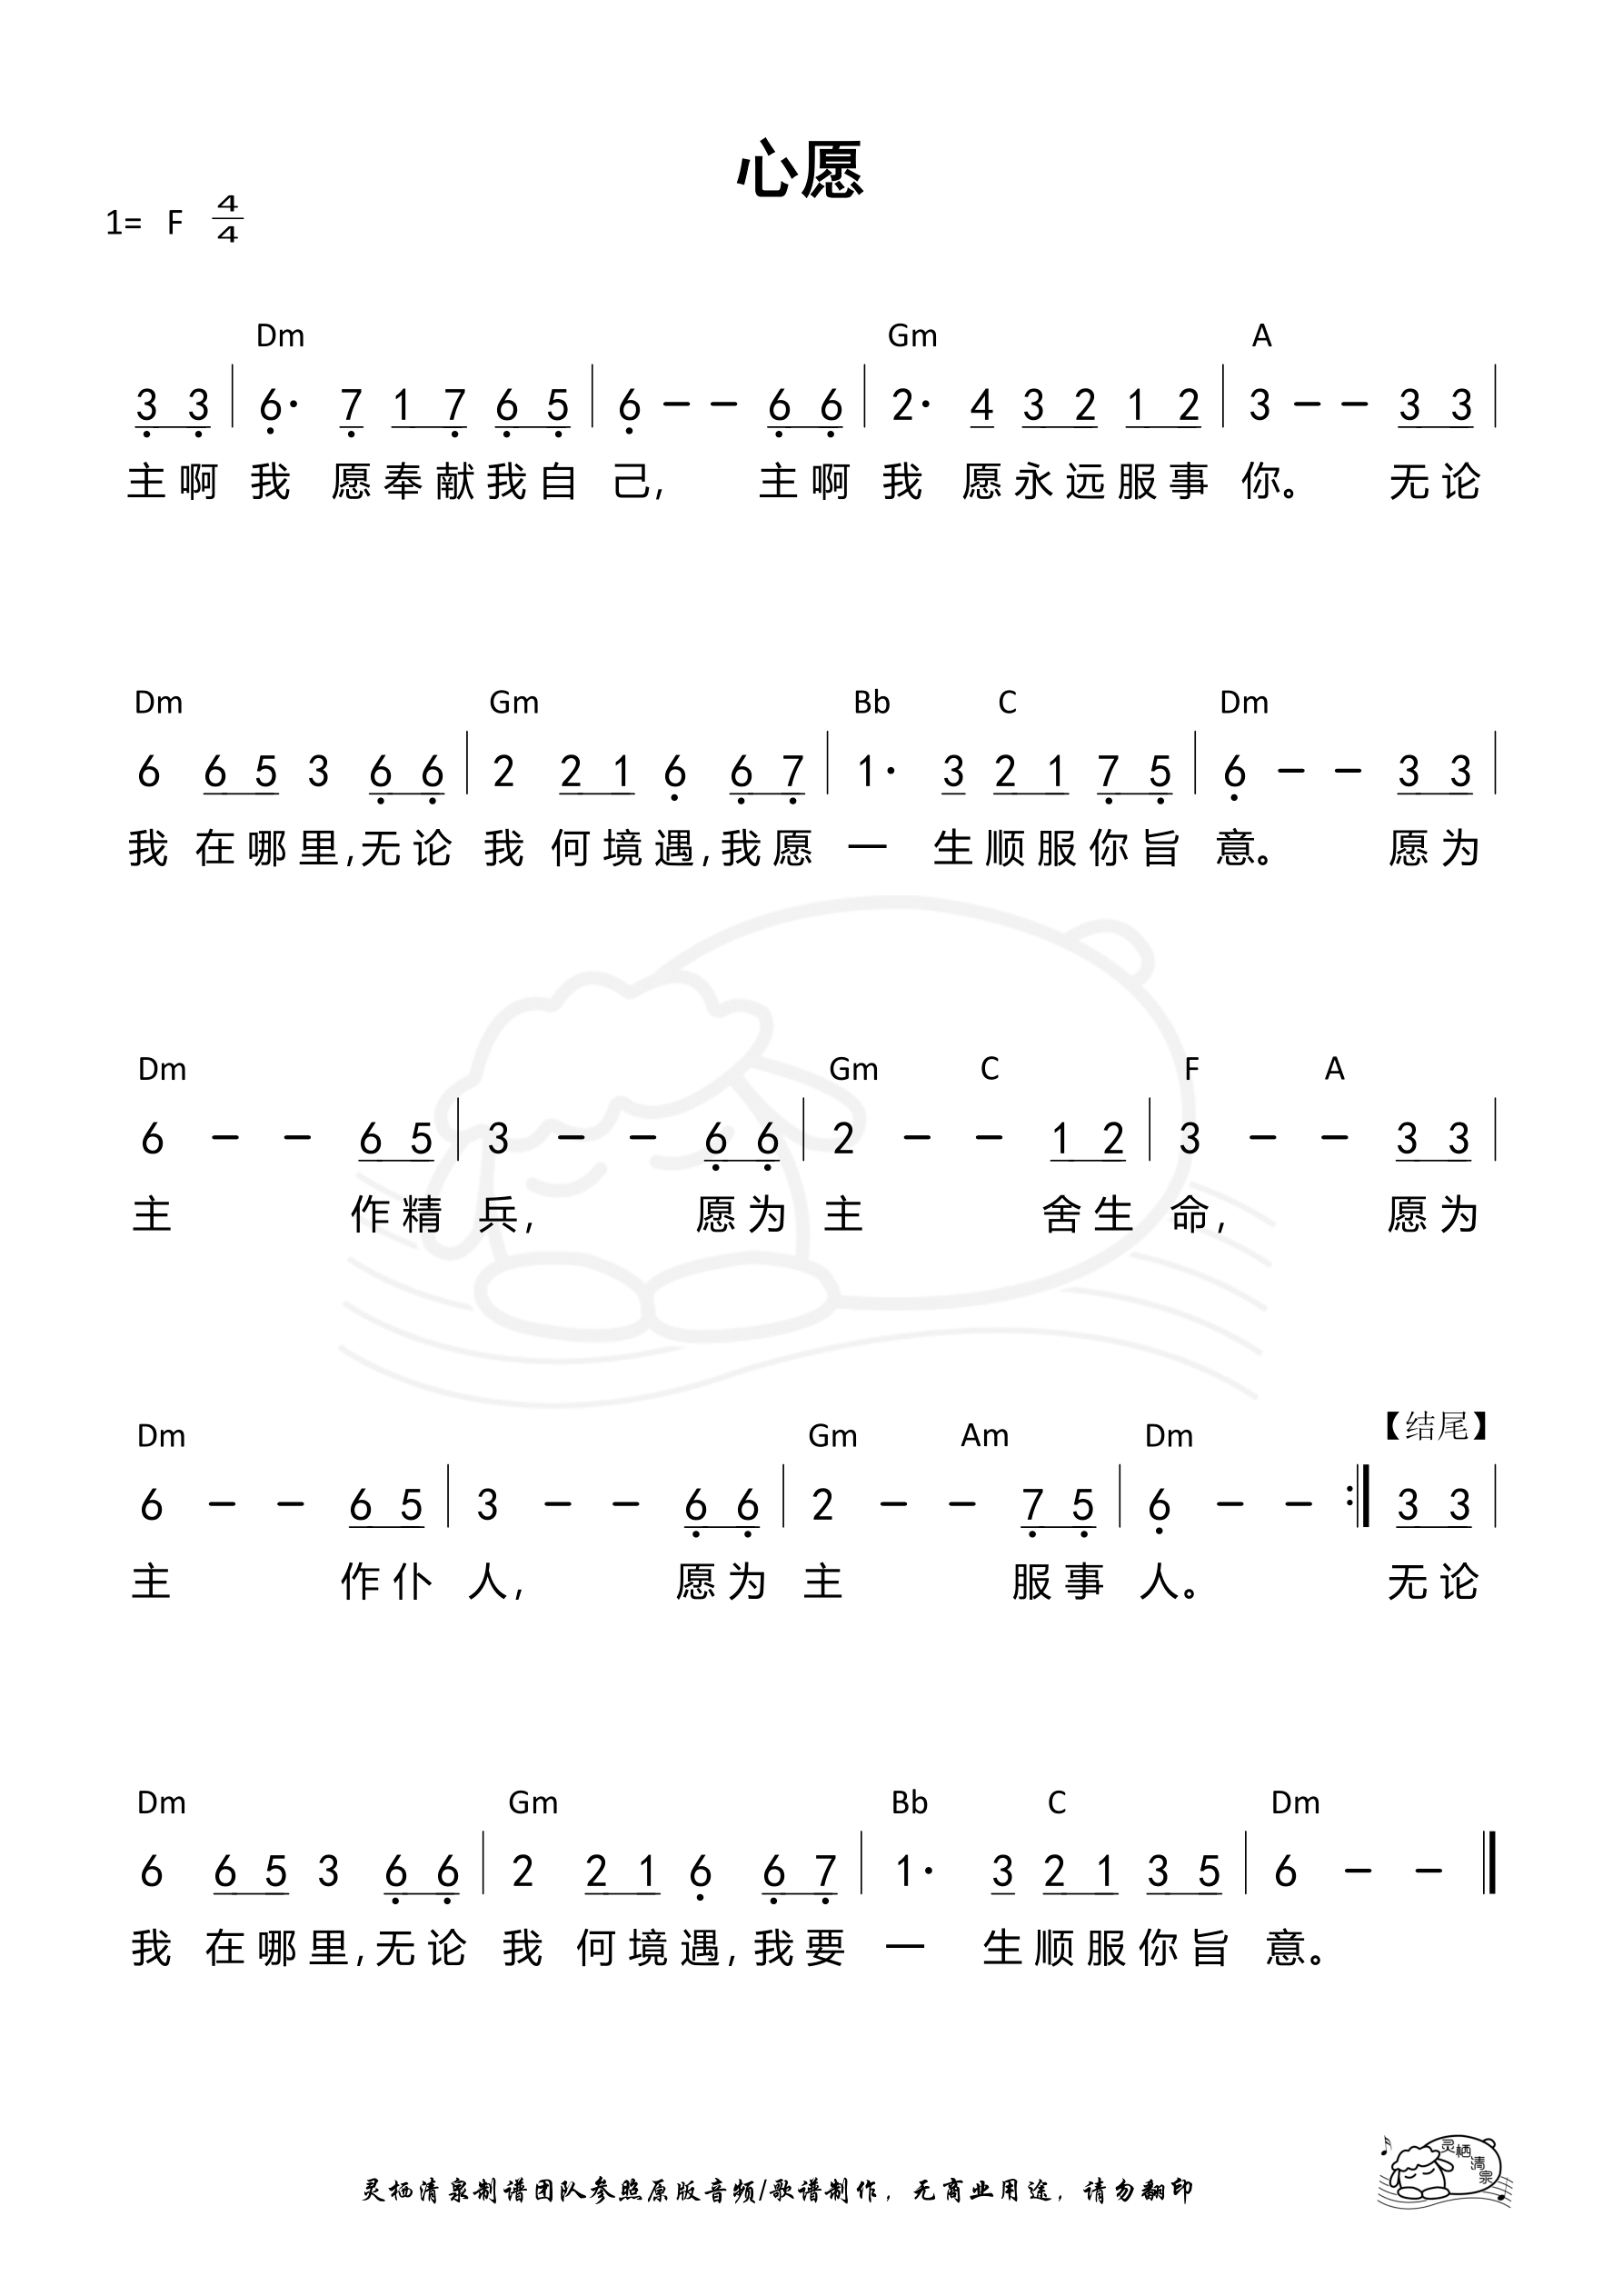 心愿
1= F 4/4
Dm Gm A
3 3 | 6· 7 1 7 6 5 | 6 – – 6 6 | 2· 4 3 2 1 2 | 3 – – 3 3 |
主啊 我 愿奉献我自 己, 主啊 我 愿永远服事 你。 无论
Dm Gm Bb C Dm
6 6 5 3 6 6 | 2 2 1 6 6 7 | 1· 3 2 1 7 5 | 6 – – 3 3 |
我 在哪里,无论 我 何境遇,我愿 一 生顺服你旨 意。 愿为
Dm Gm C F A
6 – – 6 5 | 3 – – 6 6 | 2 – – 1 2 | 3 – – 3 3 |
主 作精 兵, 愿为 主 舍生 命, 愿为
Dm Gm Am Dm 【结尾】
6 – – 6 5 | 3 – – 6 6 | 2 – – 7 5 | 6 – – :‖ 3 3 |
主 作仆 人, 愿为 主 服事 人。 无论
Dm Gm Bb C Dm
6 6 5 3 6 6 | 2 2 1 6 6 7 | 1· 3 2 1 3 5 | 6 – – ‖
我 在哪里,无论 我 何境遇,我要 一 生顺服你旨 意。
灵栖清泉制谱团队参照原版音频/歌谱制作，无商业用途，请勿翻印
灵栖清泉